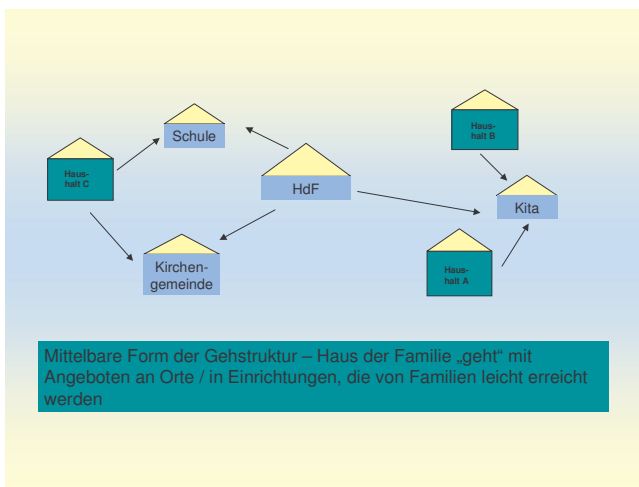 Schule
Haus-
halt C
HdF
Haus-
halt B
Kita
Kirchen-
gemeinde
Haus-
halt A
Mittelbare Form der Gehstruktur – Haus der Familie „geht“ mit
Angeboten an Orte / in Einrichtungen, die von Familien leicht erreicht
werden